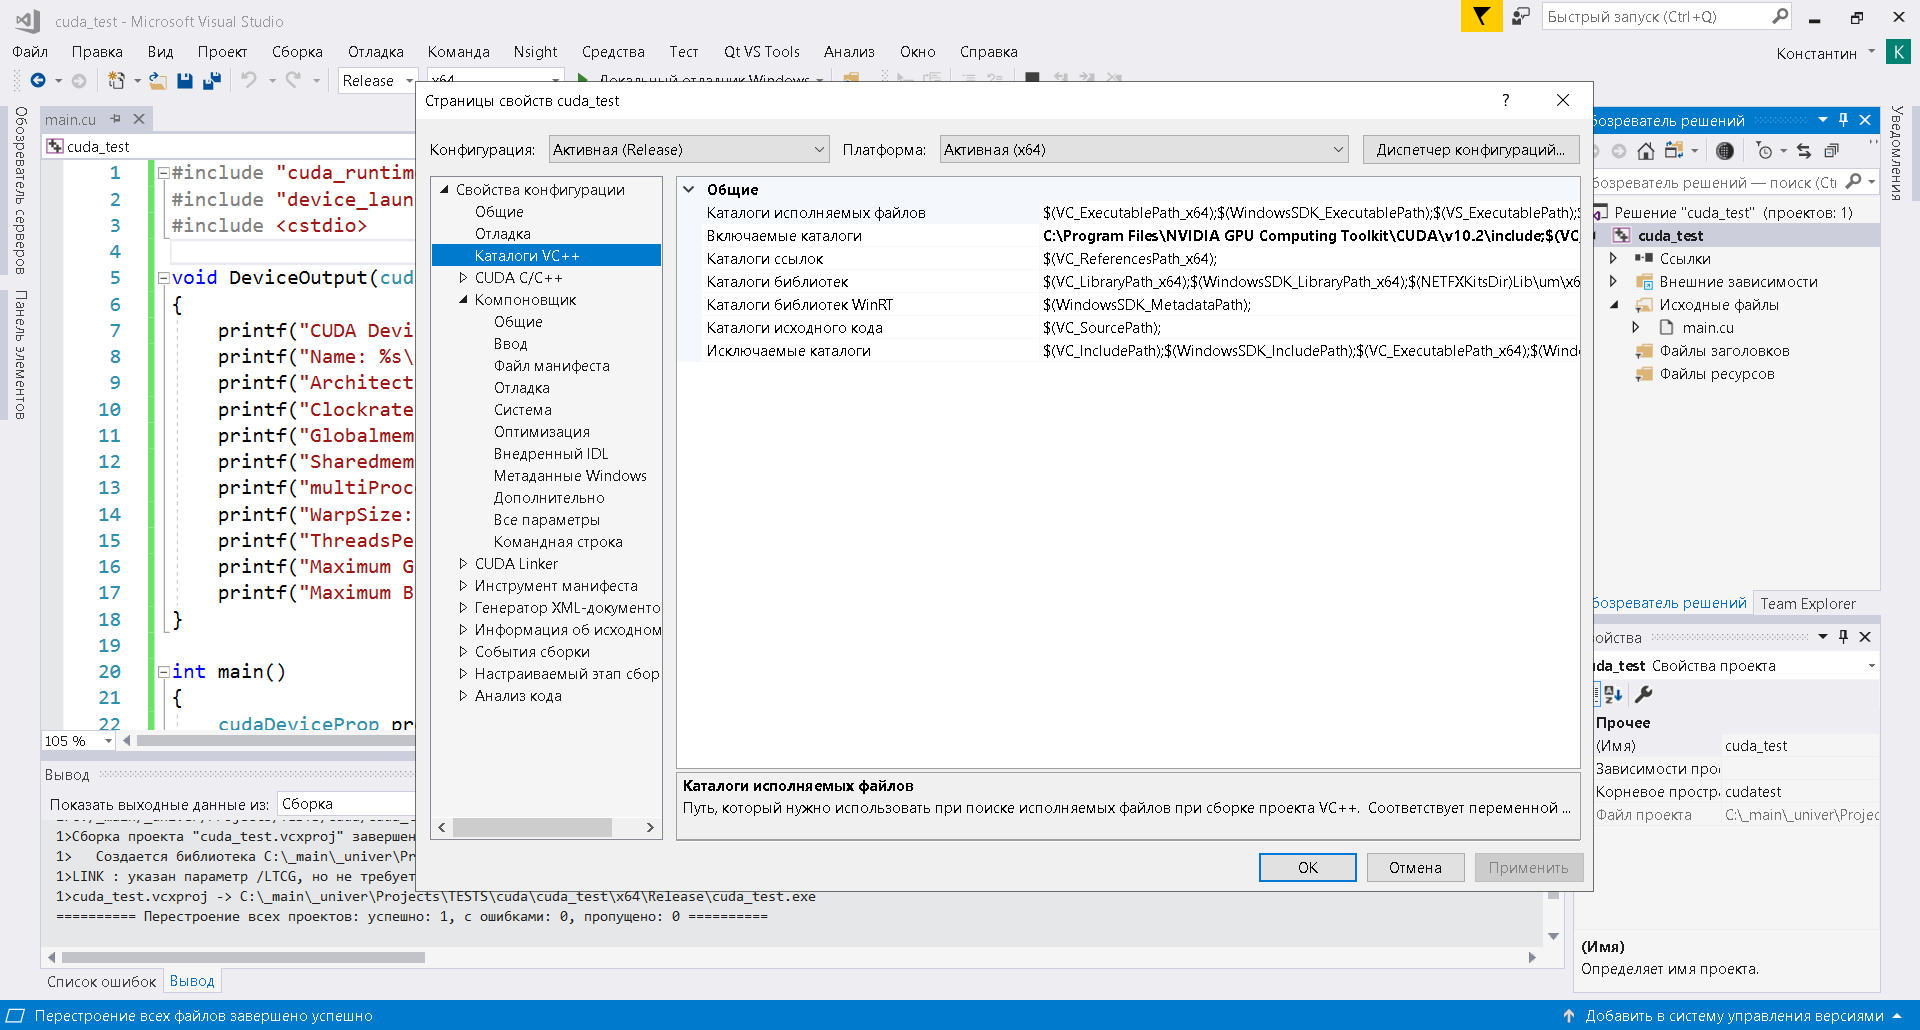 cuda_test - Microsoft Visual Studio
Быстрый запуск (Ctrl+Q)
Файл Правка Вид Проект Сборка Отладка Команда Nsight Средства Тест Qt VS Tools Анализ Окно Справка
Константин K
Release x64 Локальный отладчик Windows
Обозреватель серверов
Панель элементов
main.cu
cuda_test
1 #include "cuda_runtim
2 #include "device_laun
3 #include <cstdio>
4
5 void DeviceOutput(cud
6 {
7 printf("CUDA Devi
8 printf("Name: %s\
9 printf("Architect
10 printf("Clockrate
11 printf("Globalmem
12 printf("Sharedmem
13 printf("multiProc
14 printf("WarpSize:
15 printf("ThreadsPe
16 printf("Maximum G
17 printf("Maximum B
18 }
19
20 int main()
21 {
22 cudaDeviceProp pr
105 %
Страницы свойств cuda_test
?
Конфигурация: Активная (Release) Платформа: Активная (x64) Диспетчер конфигураций...
Свойства конфигурации
Общие
Отладка
Каталоги VC++
CUDA C/C++
Компоновщик
Общие
Ввод
Файл манифеста
Отладка
Система
Оптимизация
Внедренный IDL
Метаданные Windows
Дополнительно
Все параметры
Командная строка
CUDA Linker
Инструмент манифеста
Генератор XML-документо
Информация об исходном
События сборки
Настраиваемый этап сбор
Анализ кода
Общие
Каталоги исполняемых файлов $(VC_ExecutablePath_x64);$(WindowsSDK_ExecutablePath);$(VS_ExecutablePath);
Включаемые каталоги C:\Program Files\NVIDIA GPU Computing Toolkit\CUDA\v10.2\include;$(VC_
Каталоги ссылок $(VC_ReferencesPath_x64);
Каталоги библиотек $(VC_LibraryPath_x64);$(WindowsSDK_LibraryPath_x64);$(NETFXKitsDir)Lib\um\x6
Каталоги библиотек WinRT $(WindowsSDK_MetadataPath);
Каталоги исходного кода $(VC_SourcePath);
Исключаемые каталоги $(VC_IncludePath);$(WindowsSDK_IncludePath);$(VC_ExecutablePath_x64);$(Wind
Каталоги исполняемых файлов
Путь, который нужно использовать при поиске исполняемых файлов при сборке проекта VC++. Соответствует переменной ...
ОК Отмена Применить
бозреватель решений
бозреватель решений — поиск (Ct
Решение "cuda_test" (проектов: 1)
cuda_test
Ссылки
Внешние зависимости
Исходные файлы
main.cu
Файлы заголовков
Файлы ресурсов
бозреватель решений Team Explorer
Уведомления
ойства
da_test Свойства проекта
Прочее
(Имя) cuda_test
Зависимости прое
Корневое простра cudatest
Файл проекта C:\_main\_univer\Projec
(Имя)
Определяет имя проекта.
Вывод
Показать выходные данные из: Сборка
1>Сборка проекта "cuda_test.vcxproj" завершен
1> Создается библиотека C:\_main\_univer\Pr
1>LINK : указан параметр /LTCG, но не требует
1>cuda_test.vcxproj -> C:\_main\_univer\Projects\TESTS\cuda\cuda_test\x64\Release\cuda_test.exe
========== Перестроение всех проектов: успешно: 1, с ошибками: 0, пропущено: 0 ==========
Список ошибок Вывод
Перестроение всех файлов завершено успешно
Добавить в систему управления версиями